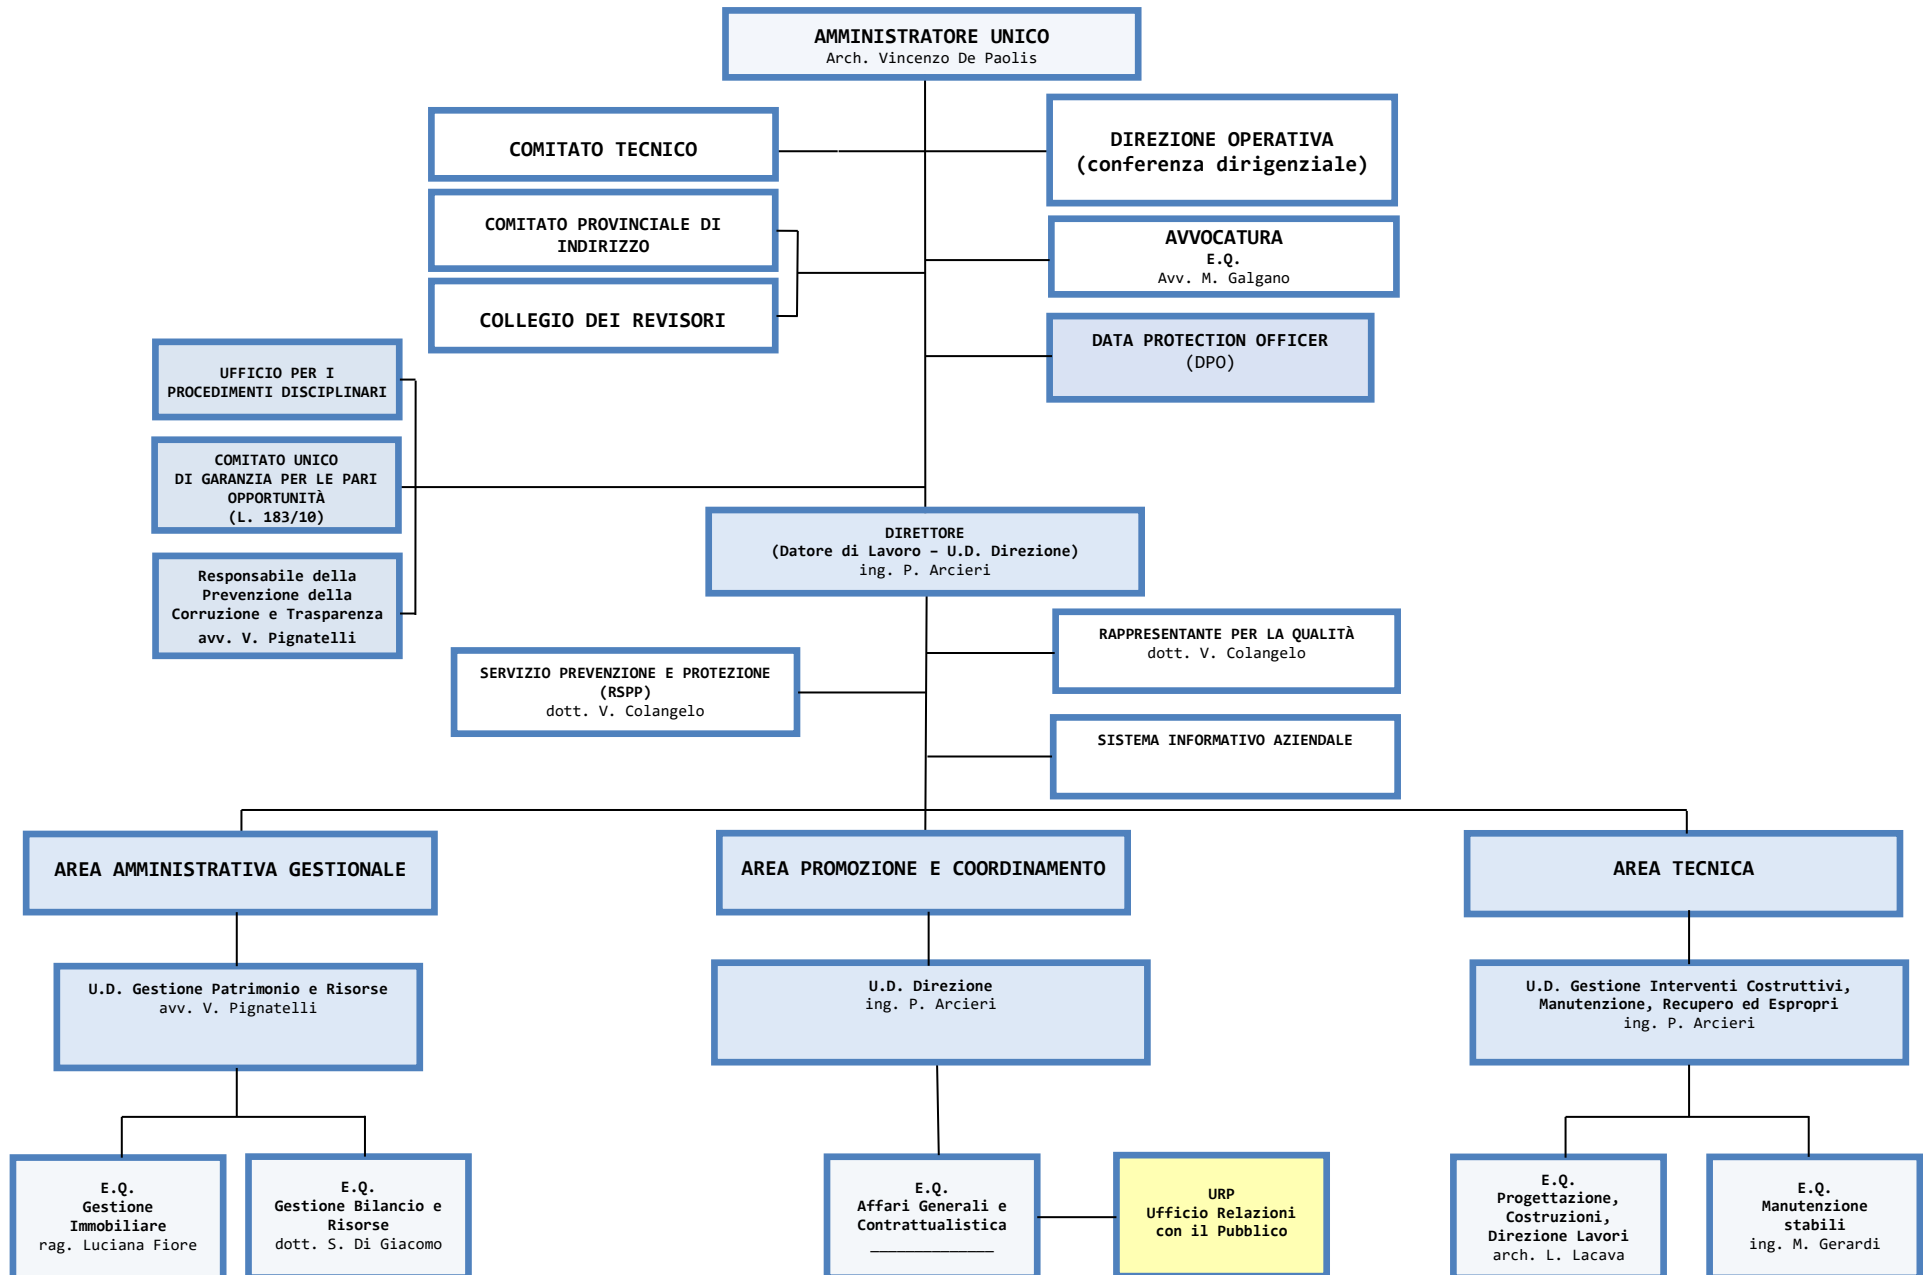 AMMINISTRATORE UNICO
Arch. Vincenzo De Paolis
COMITATO TECNICO
DIREZIONE OPERATIVA
(conferenza dirigenziale)
COMITATO PROVINCIALE DI
INDIRIZZO
AVVOCATURA
E.Q.
Avv. M. Galgano
COLLEGIO DEI REVISORI
DATA PROTECTION OFFICER
(DPO)
UFFICIO PER I
PROCEDIMENTI DISCIPLINARI
COMITATO UNICO
DI GARANZIA PER LE PARI
OPPORTUNITÀ
(L. 183/10)
DIRETTORE
(Datore di Lavoro – U.D. Direzione)
ing. P. Arcieri
Responsabile della
Prevenzione della
Corruzione e Trasparenza
avv. V. Pignatelli
RAPPRESENTANTE PER LA QUALITÀ
dott. V. Colangelo
SERVIZIO PREVENZIONE E PROTEZIONE
(RSPP)
dott. V. Colangelo
SISTEMA INFORMATIVO AZIENDALE
AREA AMMINISTRATIVA GESTIONALE
AREA PROMOZIONE E COORDINAMENTO
AREA TECNICA
U.D. Gestione Patrimonio e Risorse
avv. V. Pignatelli
U.D. Direzione
ing. P. Arcieri
U.D. Gestione Interventi Costruttivi,
Manutenzione, Recupero ed Espropri
ing. P. Arcieri
E.Q.
Gestione
Immobiliare
rag. Luciana Fiore
E.Q.
Gestione Bilancio e
Risorse
dott. S. Di Giacomo
E.Q.
Affari Generali e
Contrattualistica
______________
URP
Ufficio Relazioni
con il Pubblico
E.Q.
Progettazione,
Costruzioni,
Direzione Lavori
arch. L. Lacava
E.Q.
Manutenzione
stabili
ing. M. Gerardi